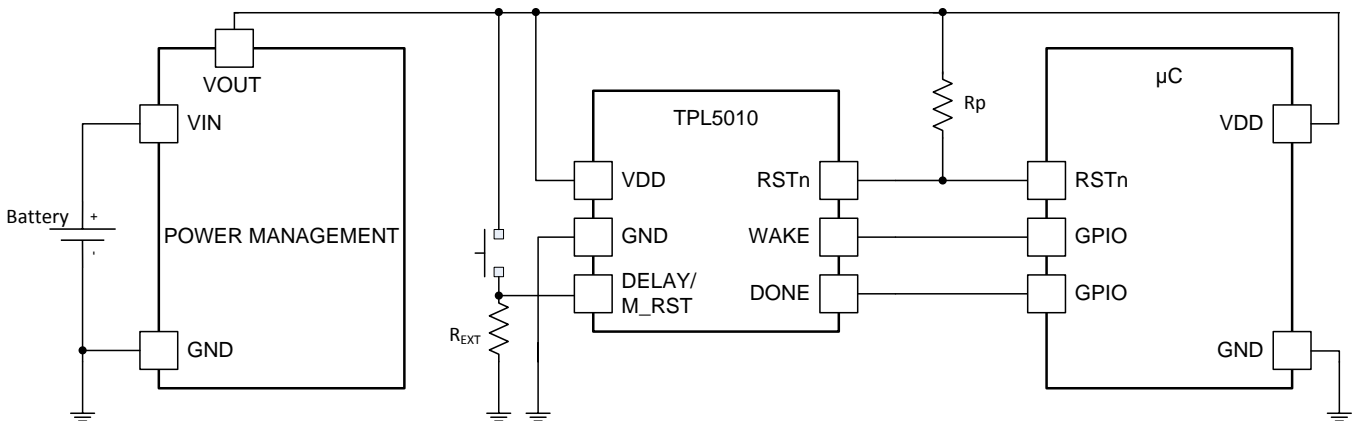 VOUT
VIN
Battery
+
-
POWER MANAGEMENT
GND
R_EXT
TPL5010
VDD
GND
DELAY/
M_RST
RSTn
WAKE
DONE
Rp
µC
VDD
RSTn
GPIO
GPIO
GND